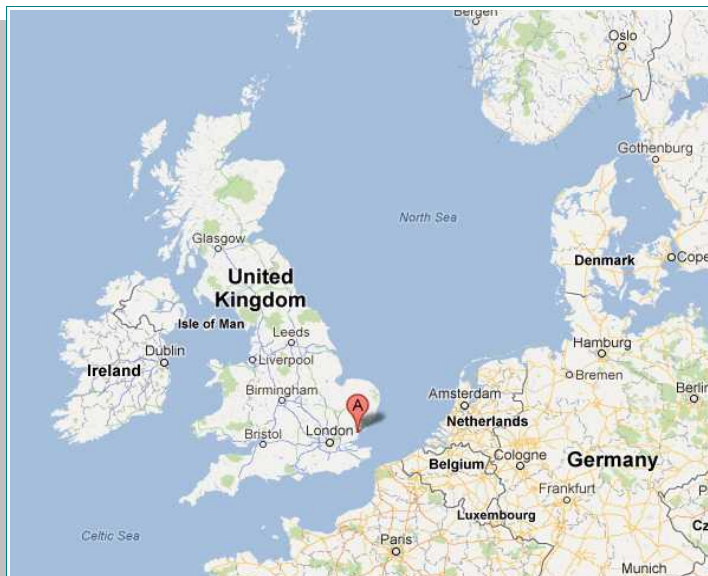 Bergen
Oslo
Gothenburg
North Sea
Glasgow
Denmark
Cope
United
Kingdom
Isle of Man
Leeds
Hamburg
Dublin
Ireland
Liverpool
Bremen
Berlin
Birmingham
Amsterdam
A
Netherlands
London
Bristol
Cologne
Germany
Belgium
Frankfurt
Luxembourg
P
Cz
Celtic Sea
Paris
Munich